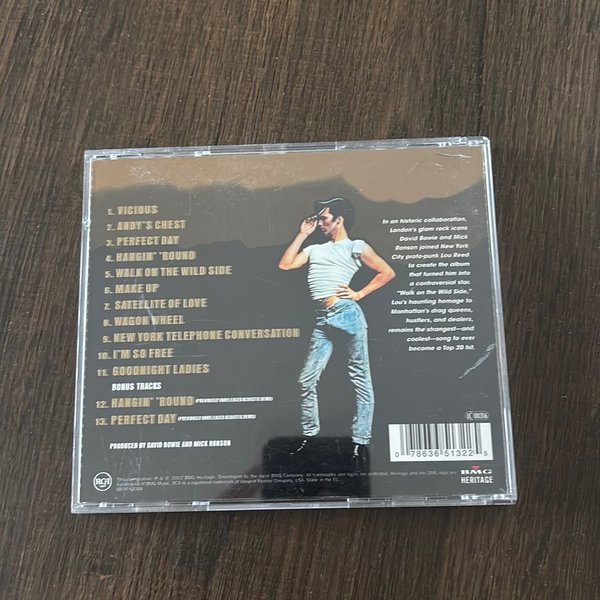 1. VICIOUS
2. ANDY'S CHEST
3. PERFECT DAY
4. HANGIN' 'ROUND
5. WALK ON THE WILD SIDE
6. MAKE UP
7. SATELLITE OF LOVE
8. WAGON WHEEL
9. NEW YORK TELEPHONE CONVERSATION
10. I'M SO FREE
11. GOODNIGHT LADIES
BONUS TRACKS
12. HANGIN' 'ROUND (PREVIOUSLY UNRELEASED ACOUSTIC DEMO)
13. PERFECT DAY (PREVIOUSLY UNRELEASED ACOUSTIC DEMO)
PRODUCED BY DAVID BOWIE AND MICK RONSON
In an historic collaboration,
London's glam rock icons
David Bowie and Mick
Ronson joined New York
City proto-punk Lou Reed
to create the album
that turned him into
a controversial star.
"Walk on the Wild Side,"
Lou's haunting homage to
Manhattan's drag queens,
hustlers, and dealers,
remains the strangest—and
coolest—song to ever
become a Top 20 hit.
LC 00316
0 78636 51322 5
RCA
BMG
HERITAGE